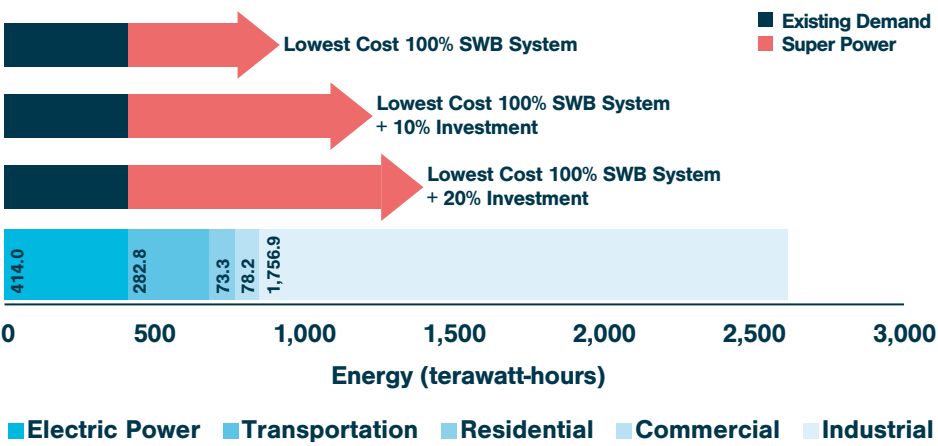 Existing Demand
Super Power
Lowest Cost 100% SWB System
Lowest Cost 100% SWB System
+ 10% Investment
Lowest Cost 100% SWB System
+ 20% Investment
414.0
282.8
73.3
78.2
1,756.9
0 500 1,000 1,500 2,000 2,500 3,000
Energy (terawatt-hours)
Electric Power Transportation Residential Commercial Industrial